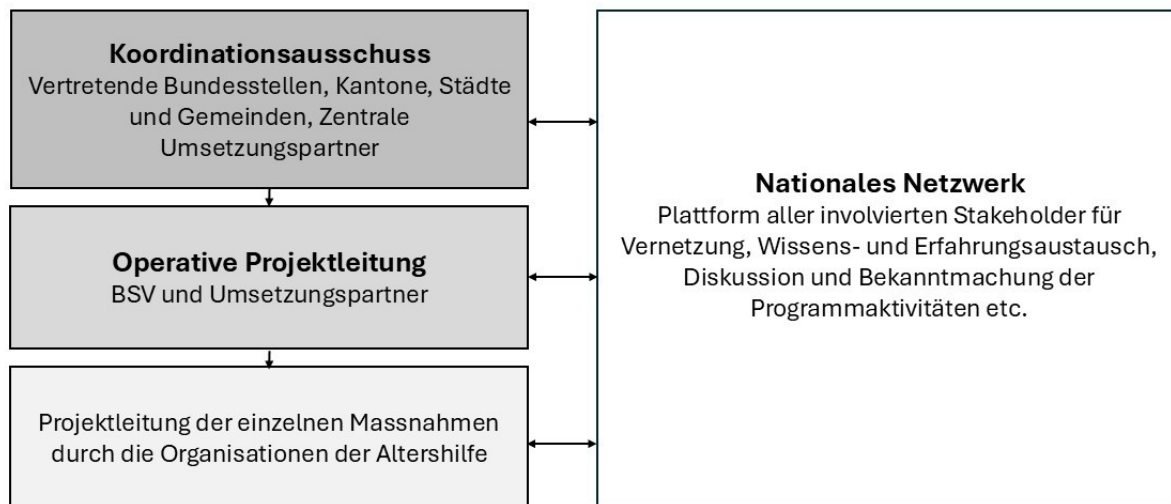 Koordinationsausschuss
Vertretende Bundesstellen, Kantone, Städte
und Gemeinden, Zentrale
Umsetzungspartner
Operative Projektleitung
BSV und Umsetzungspartner
Projektleitung der einzelnen Massnahmen
durch die Organisationen der Altershilfe
Nationales Netzwerk
Plattform aller involvierten Stakeholder für
Vernetzung, Wissens- und Erfahrungsaustausch,
Diskussion und Bekanntmachung der
Programmaktivitäten etc.